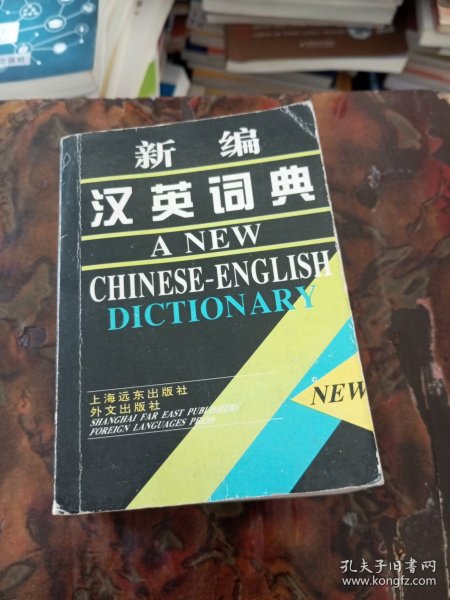 新编
汉英词典
A NEW
CHINESE-ENGLISH
DICTIONARY
NEW
上海远东出版社
外文出版社
SHANGHAI FAR EAST PUBLISHERS
FOREIGN LANGUAGES PRESS
孔夫子旧书网
www.kongfz.com